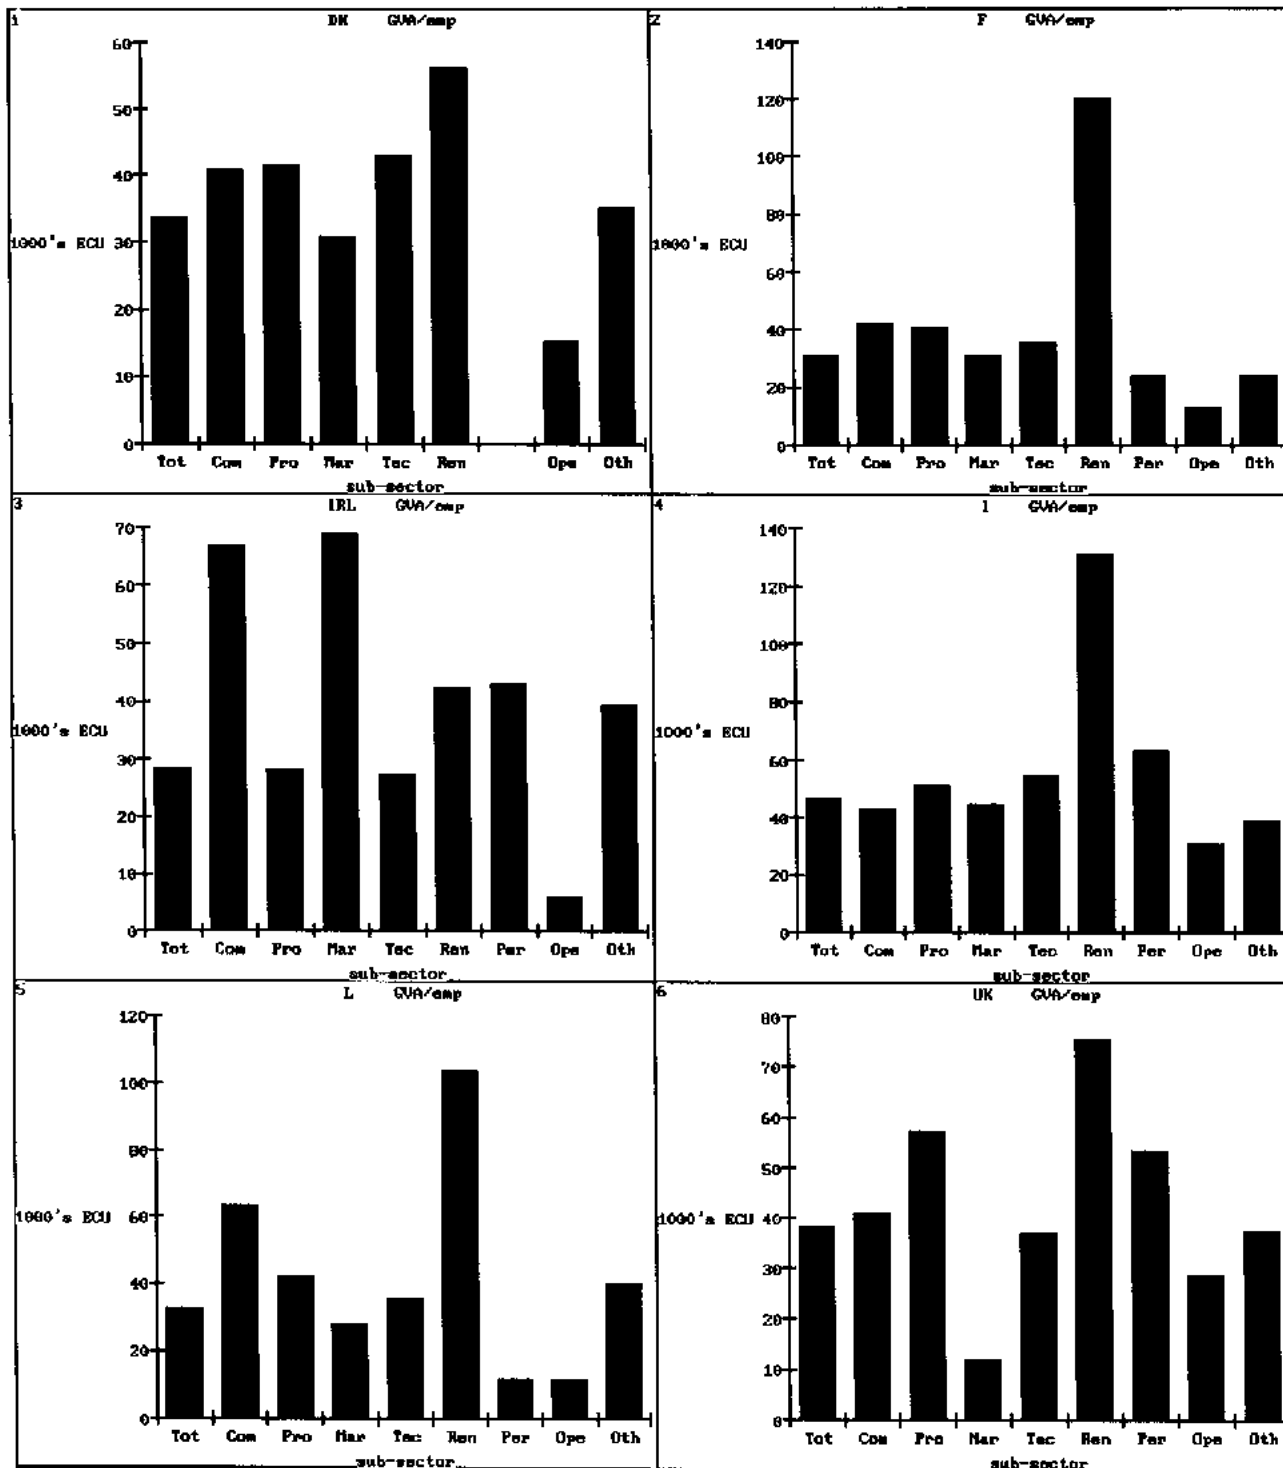 1 DK GVA/emp
60
50
40
1000's ECU 30
20
10
0
Tot Com Pro Mar Tec Ren Ope Oth
sub-sector
2 F GVA/emp
140
120
100
80
1000's ECU
60
40
20
0
Tot Com Pro Mar Tec Ren Per Ope Oth
sub-sector
3 IRL GVA/emp
70
60
50
40
1000's ECU
30
20
10
0
Tot Com Pro Mar Tec Ren Per Ope Oth
sub-sector
4 I GVA/emp
140
120
100
80
1000's ECU
60
40
20
0
Tot Com Pro Mar Tec Ren Per Ope Oth
sub-sector
5 L GVA/emp
120
100
80
1000's ECU 60
40
20
0
Tot Com Pro Mar Tec Ren Per Ope Oth
sub-sector
6 UK GVA/emp
80
70
60
50
1000's ECU 40
30
20
10
0
Tot Com Pro Mar Tec Ren Per Ope Oth
sub-sector